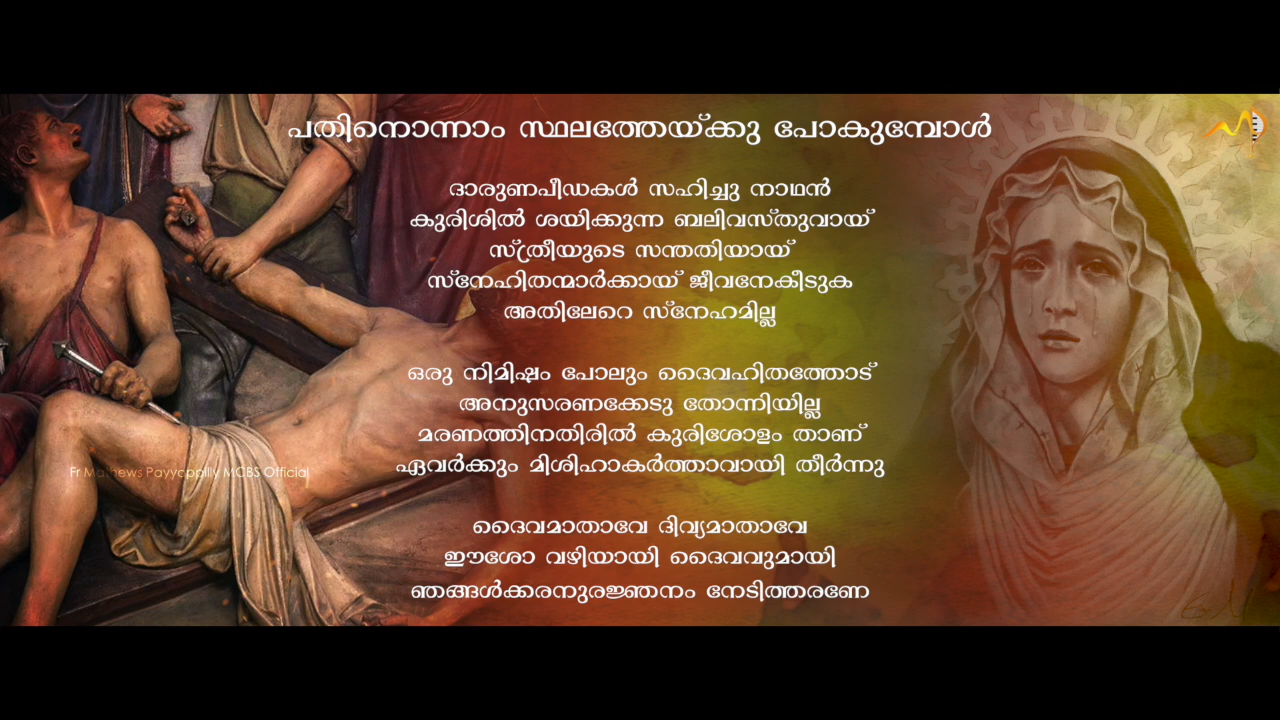 പതിനൊന്നാം സ്ഥലത്തേയ്ക്കു പോകുമ്പോൾ
ദാരുണപീഡകൾ സഹിച്ചു നാഥൻ
കുരിശിൽ ശയിക്കുന്ന ബലിവസ്തുവായ്
സ്ത്രീയുടെ സന്തതിയായ്
സ്നേഹിതന്മാർക്കായ് ജീവനേകീടുക
അതിലേറെ സ്നേഹമില്ല
ഒരു നിമിഷം പോലും ദൈവഹിതത്തോട്
അനുസരണക്കേടു തോന്നിയില്ല
മരണത്തിനതിരിൽ കുരിശോളം താണ്
ഏവർക്കും മിശിഹാകർത്താവായി തീർന്നു
Fr Mathews Payyappilly MCBS Official
ദൈവമാതാവേ ദിവ്യമാതാവേ
ഈശോ വഴിയായി ദൈവവുമായി
ഞങ്ങൾക്കരനുരഞ്ജനം നേടിത്തരണേ